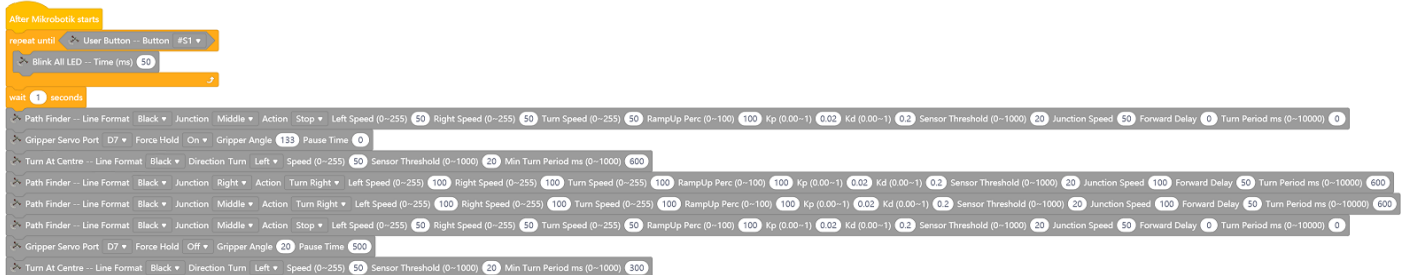 After Mikrobotik starts
repeat until User Button -- Button #S1
Blink All LED -- Time (ms) 50
wait 1 seconds
Path Finder -- Line Format Black Junction Middle Action Stop Left Speed (0~255) 50 Right Speed (0~255) 50 Turn Speed (0~255) 50 RampUp Perc (0~100) 100 Kp (0.00~1) 0.02 Kd (0.00~1) 0.2 Sensor Threshold (0~1000) 20 Junction Speed 50 Forward Delay 0 Turn Period ms (0~10000) 0
Gripper Servo Port D7 Force Hold On Gripper Angle 133 Pause Time 0
Turn At Centre -- Line Format Black Direction Turn Left Speed (0~255) 50 Sensor Threshold (0~1000) 20 Min Turn Period ms (0~1000) 600
Path Finder -- Line Format Black Junction Right Action Turn Right Left Speed (0~255) 100 Right Speed (0~255) 100 Turn Speed (0~255) 100 RampUp Perc (0~100) 100 Kp (0.00~1) 0.02 Kd (0.00~1) 0.2 Sensor Threshold (0~1000) 20 Junction Speed 100 Forward Delay 50 Turn Period ms (0~10000) 600
Path Finder -- Line Format Black Junction Middle Action Turn Right Left Speed (0~255) 100 Right Speed (0~255) 100 Turn Speed (0~255) 100 RampUp Perc (0~100) 100 Kp (0.00~1) 0.02 Kd (0.00~1) 0.2 Sensor Threshold (0~1000) 20 Junction Speed 100 Forward Delay 50 Turn Period ms (0~10000) 600
Path Finder -- Line Format Black Junction Middle Action Stop Left Speed (0~255) 50 Right Speed (0~255) 50 Turn Speed (0~255) 50 RampUp Perc (0~100) 100 Kp (0.00~1) 0.02 Kd (0.00~1) 0.2 Sensor Threshold (0~1000) 20 Junction Speed 50 Forward Delay 0 Turn Period ms (0~10000) 0
Gripper Servo Port D7 Force Hold Off Gripper Angle 20 Pause Time 500
Turn At Centre -- Line Format Black Direction Turn Left Speed (0~255) 50 Sensor Threshold (0~1000) 20 Min Turn Period ms (0~1000) 300